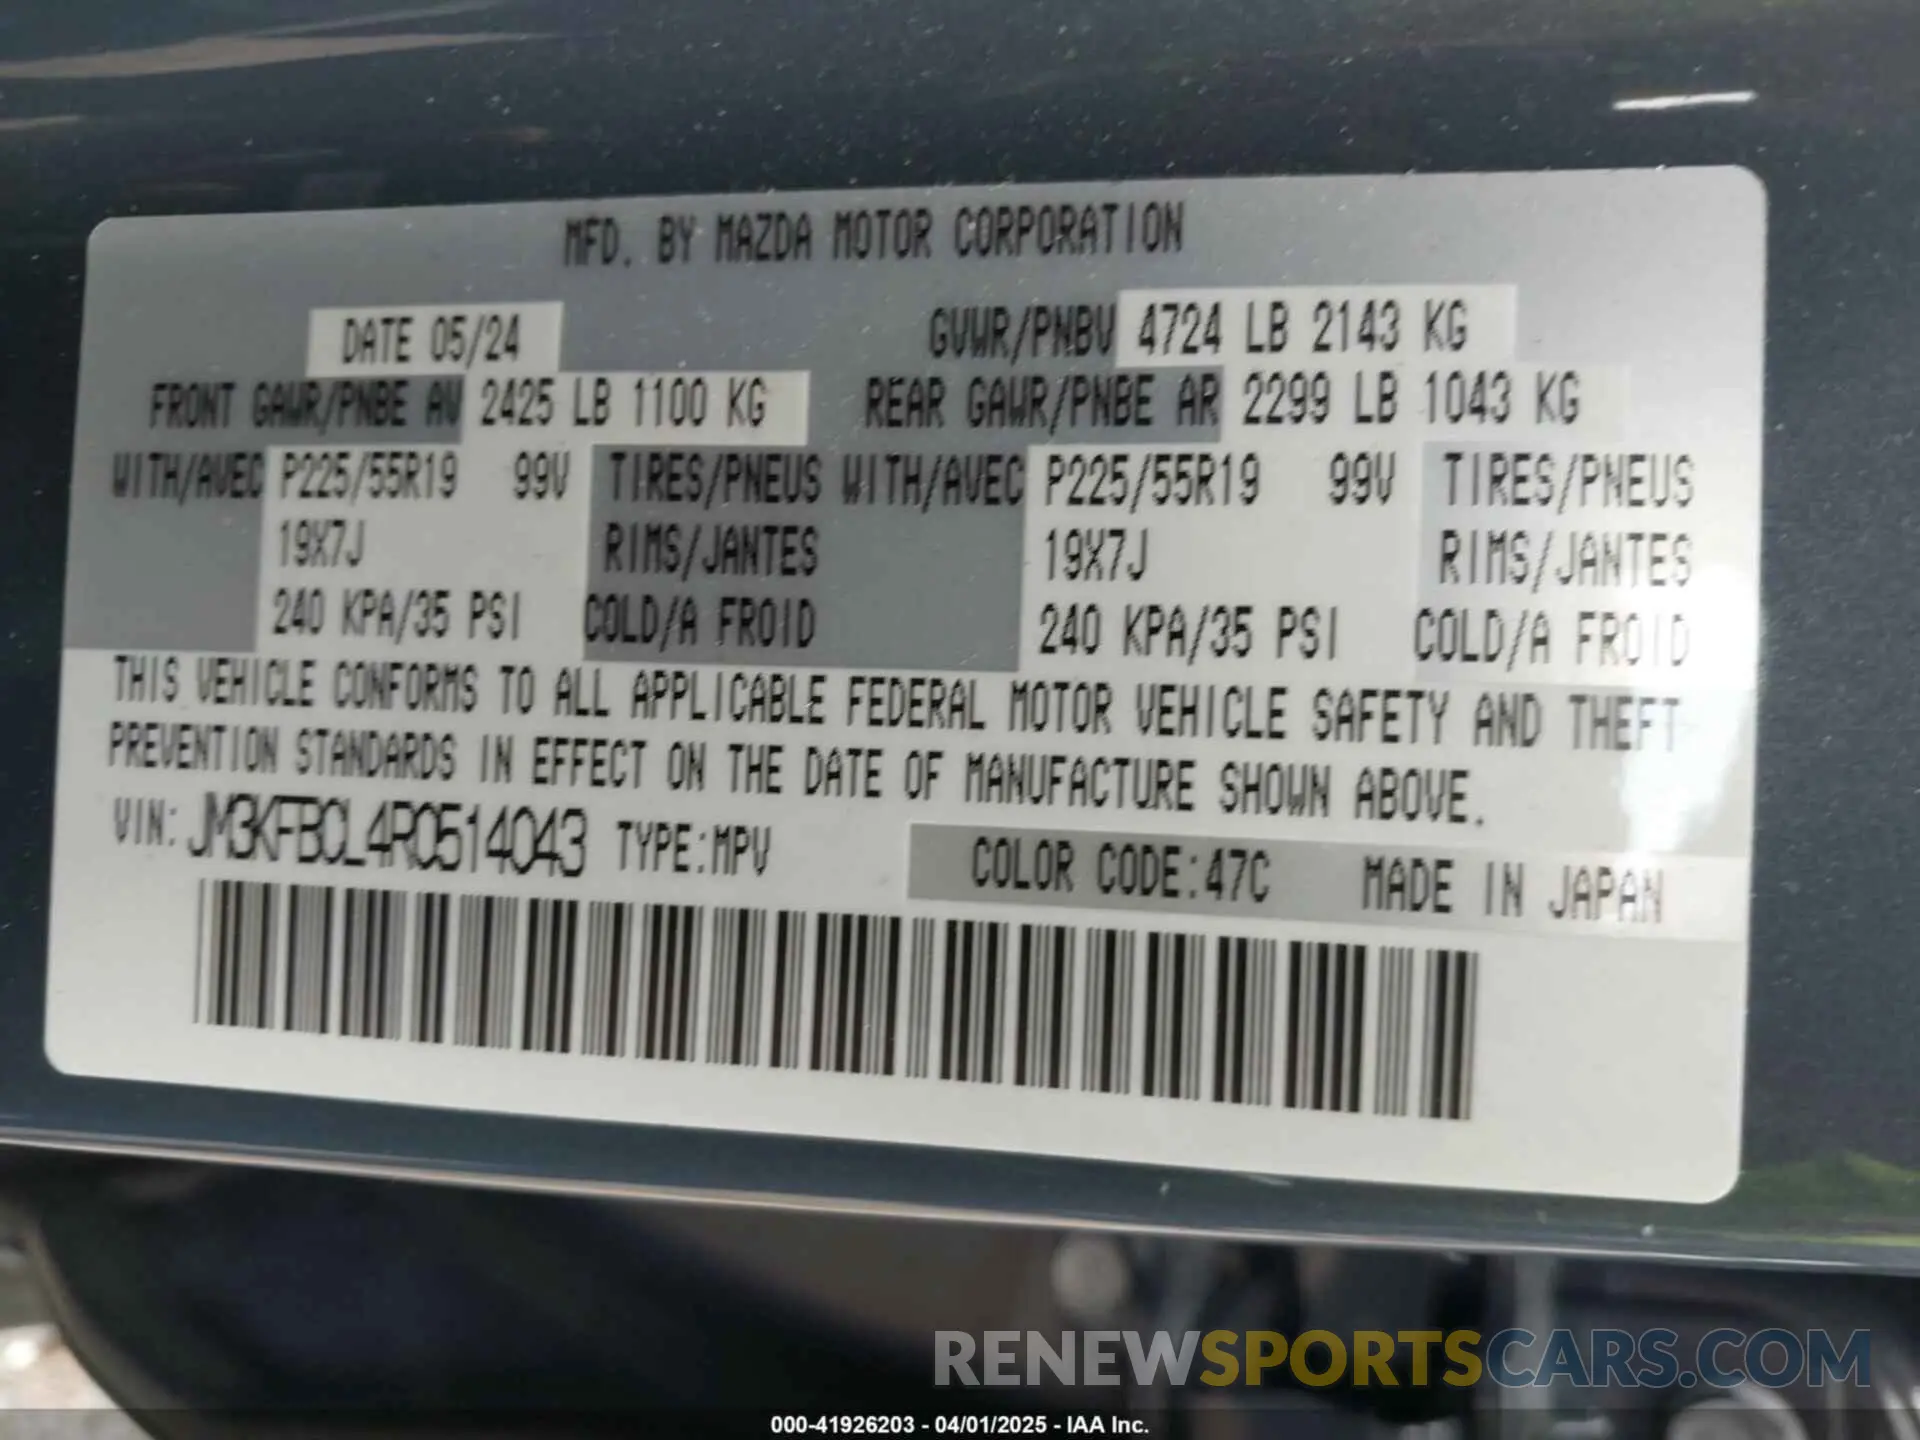 MFD. BY MAZDA MOTOR CORPORATION
DATE 05/24 GVWR/PNBV 4724 LB 2143 KG
FRONT GAWR/PNBE AV 2425 LB 1100 KG REAR GAWR/PNBE AR 2299 LB 1043 KG
WITH/AVEC P225/55R19 99V TIRES/PNEUS WITH/AVEC P225/55R19 99V TIRES/PNEUS
19X7J RIMS/JANTES 19X7J RIMS/JANTES
240 KPA/35 PSI COLD/A FROID 240 KPA/35 PSI COLD/A FROID
THIS VEHICLE CONFORMS TO ALL APPLICABLE FEDERAL MOTOR VEHICLE SAFETY AND THEFT
PREVENTION STANDARDS IN EFFECT ON THE DATE OF MANUFACTURE SHOWN ABOVE.
VIN: JM3KFBCL4R0514043 TYPE:MPV COLOR CODE:47C MADE IN JAPAN
RENEWSPORTSCARS.COM
000-41926203 - 04/01/2025 - IAA Inc.